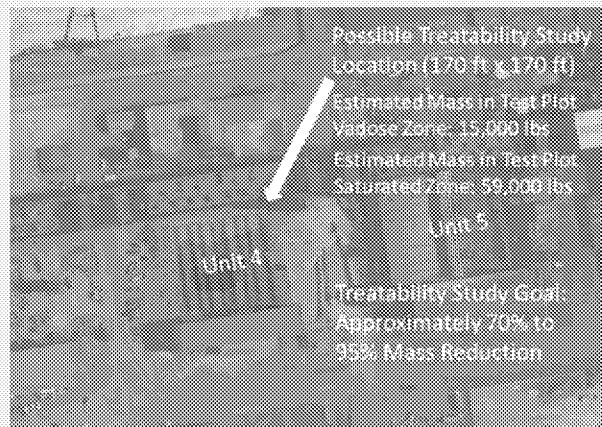 Possible Treatability Study
Location (170 ft x 170 ft)
Estimated Mass in Test Plot
Vadose Zone: 15,000 lbs
Estimated Mass in Test Plot
Saturated Zone: 59,000 lbs
Unit 5
Unit 4
Treatability Study Goal:
Approximately 70% to
95% Mass Reduction